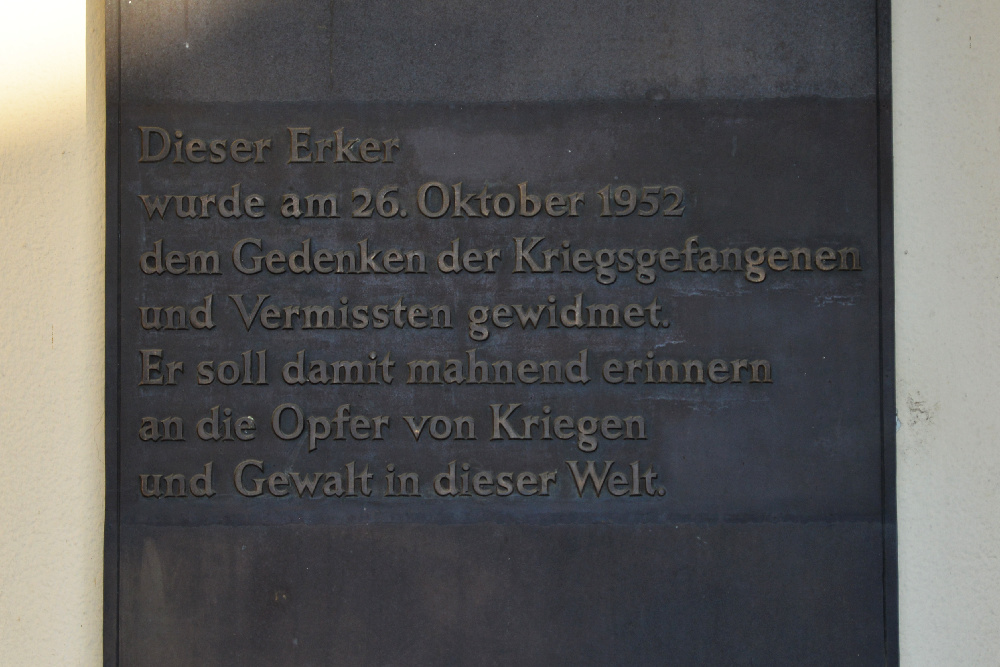 Dieser Erker
wurde am 26. Oktober 1952
dem Gedenken der Kriegsgefangenen
und Vermissten gewidmet.
Er soll damit mahnend erinnern
an die Opfer von Kriegen
und Gewalt in dieser Welt.